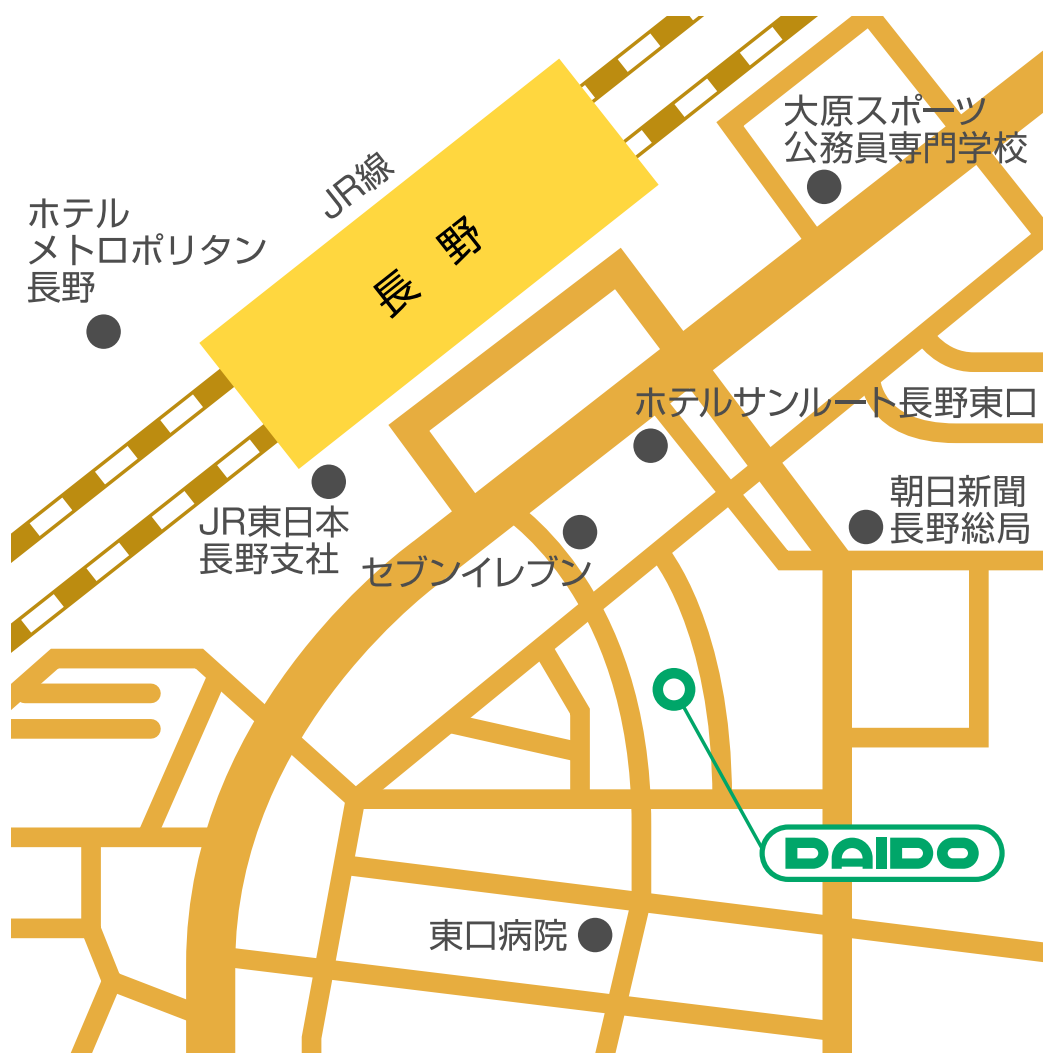 大原スポーツ
公務員専門学校
JR線
長野
ホテル
メトロポリタン
長野
ホテルサンルート長野東口
朝日新聞
長野総局
JR東日本
長野支社
セブンイレブン
DAIDO
東口病院